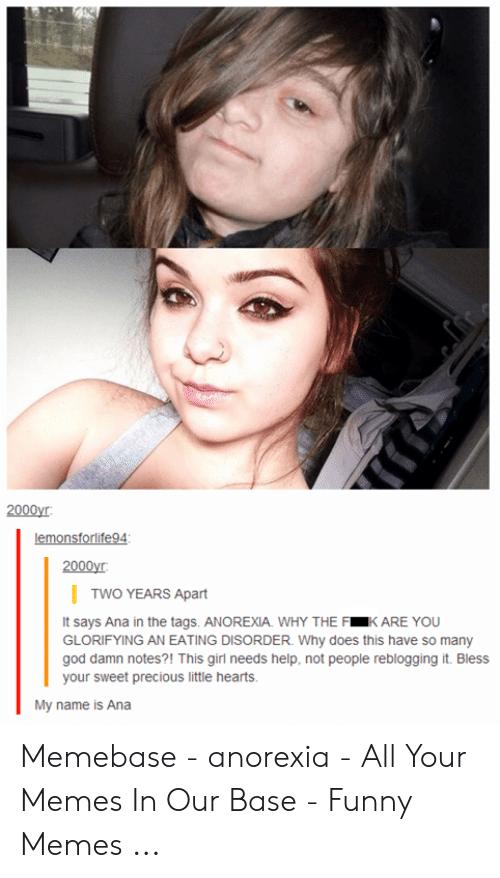 2000yr:
lemonsforlife94:
2000yr:
TWO YEARS Apart
It says Ana in the tags. ANOREXIA. WHY THE F K ARE YOU
GLORIFYING AN EATING DISORDER. Why does this have so many
god damn notes?! This girl needs help, not people reblogging it. Bless
your sweet precious little hearts.
My name is Ana
Memebase - anorexia - All Your
Memes In Our Base - Funny
Memes ...